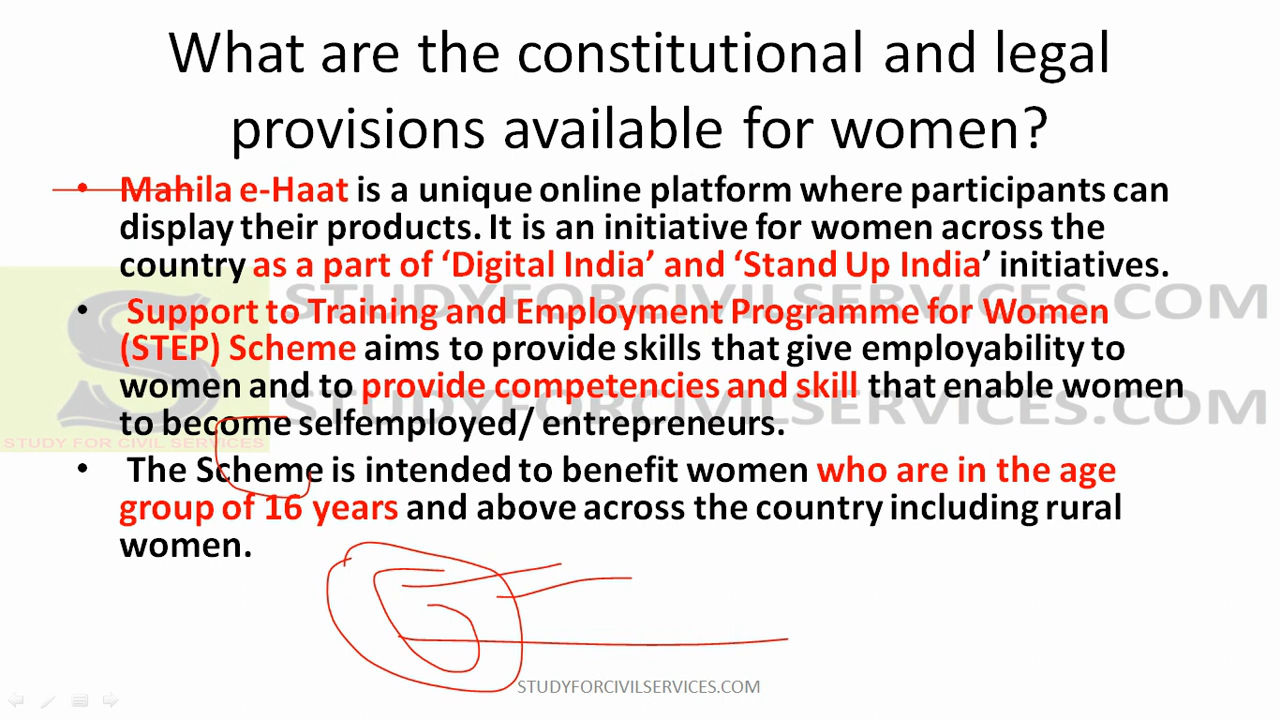 What are the constitutional and legal
provisions available for women?
• Mahila e-Haat is a unique online platform where participants can
display their products. It is an initiative for women across the
country as a part of ‘Digital India’ and ‘Stand Up India’ initiatives.
• Support to Training and Employment Programme for Women
(STEP) Scheme aims to provide skills that give employability to
women and to provide competencies and skill that enable women
to become selfemployed/ entrepreneurs.
• The Scheme is intended to benefit women who are in the age
group of 16 years and above across the country including rural
women.
STUDYFORCIVILSERVICES.COM
STUDYFORCIVILSERVICES.COM
STUDY FOR CIVIL SERVICES
STUDYFORCIVILSERVICES.COM